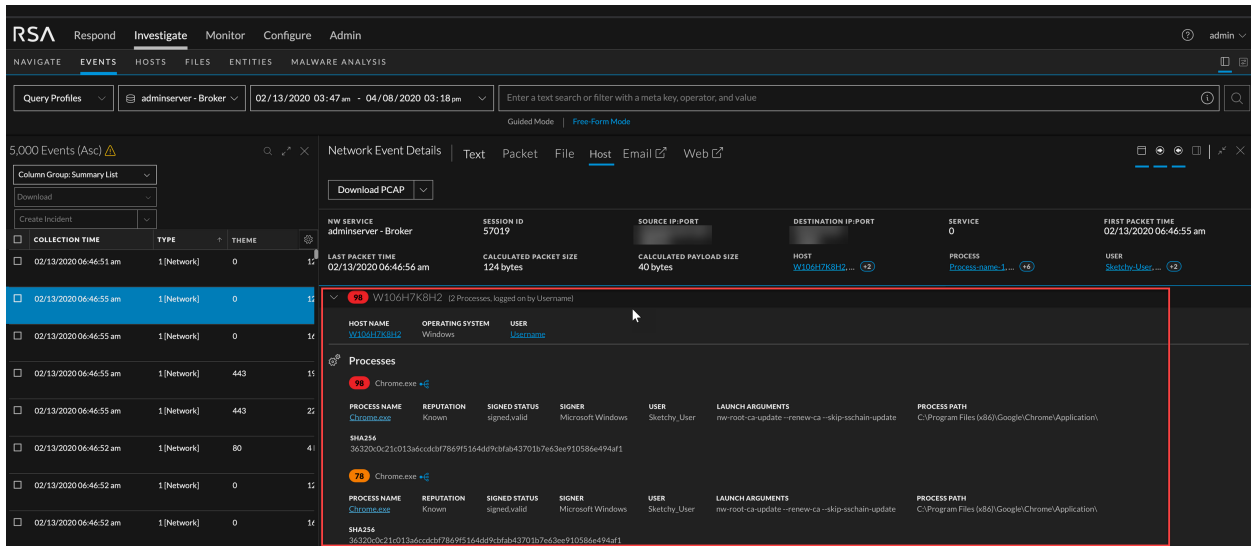 RSA Respond Investigate Monitor Configure Admin admin
NAVIGATE EVENTS HOSTS FILES ENTITIES MALWARE ANALYSIS
Query Profiles adminserver - Broker 02/13/2020 03:47 am - 04/08/2020 03:18 pm Enter a text search or filter with a meta key, operator, and value
Guided Mode | Free-Form Mode
5,000 Events (Asc) Network Event Details Text Packet File Host Email Web
Column Group: Summary List
Download PCAP
Download
Create Incident
NW SERVICE SESSION ID SOURCE IP:PORT DESTINATION IP:PORT SERVICE FIRST PACKET TIME
adminserver - Broker 57019 0 02/13/2020 06:46:55 am
COLLECTION TIME TYPE THEME
LAST PACKET TIME CALCULATED PACKET SIZE CALCULATED PAYLOAD SIZE HOST PROCESS USER
02/13/2020 06:46:56 am 124 bytes 40 bytes W106H7K8H2,... +2 Process-name-1,... +6 Sketchy-User,... +2
02/13/2020 06:46:51 am 1 [Network] 0 12
02/13/2020 06:46:55 am 1 [Network] 0 12
98 W106H7K8H2 (2 Processes, logged on by Username)
HOST NAME OPERATING SYSTEM USER
W106H7K8H2 Windows Username
02/13/2020 06:46:55 am 1 [Network] 0 16
Processes
02/13/2020 06:46:55 am 1 [Network] 443 19
98 Chrome.exe
PROCESS NAME REPUTATION SIGNED STATUS SIGNER USER LAUNCH ARGUMENTS PROCESS PATH
Chrome.exe Known signed,valid Microsoft Windows Sketchy_User nw-root-ca-update --renew-ca --skip-sschain-update C:\Program Files (x86)\Google\Chrome\Application\
02/13/2020 06:46:55 am 1 [Network] 443 22
SHA256
36320c0c21c013a6ccdcbf7869f5164dd9cbfab43701b7e63ee910586e494af1
02/13/2020 06:46:52 am 1 [Network] 80 41
78 Chrome.exe
02/13/2020 06:46:52 am 1 [Network] 0 12
PROCESS NAME REPUTATION SIGNED STATUS SIGNER USER LAUNCH ARGUMENTS PROCESS PATH
Chrome.exe Known signed,valid Microsoft Windows Sketchy_User nw-root-ca-update --renew-ca --skip-sschain-update C:\Program Files (x86)\Google\Chrome\Application\
02/13/2020 06:46:52 am 1 [Network] 0 16
SHA256
36320c0c21c013a6ccdcbf7869f5164dd9cbfab43701b7e63ee910586e494af1